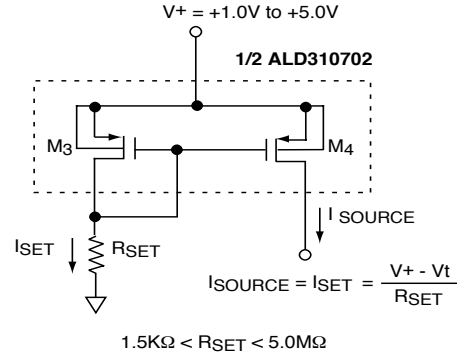 V+ = +1.0V to +5.0V
1/2 ALD310702
M3
M4
I SOURCE
ISET
RSET
ISOURCE = ISET = V+ - Vt / RSET
1.5KΩ < RSET < 5.0MΩ